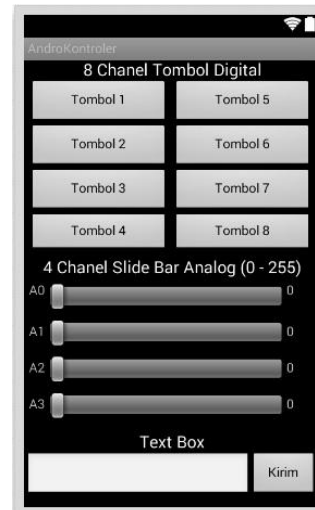 AndroKontroler
8 Chanel Tombol Digital
Tombol 1 Tombol 5
Tombol 2 Tombol 6
Tombol 3 Tombol 7
Tombol 4 Tombol 8
4 Chanel Slide Bar Analog (0 - 255)
A0 0
A1 0
A2 0
A3 0
Text Box
Kirim